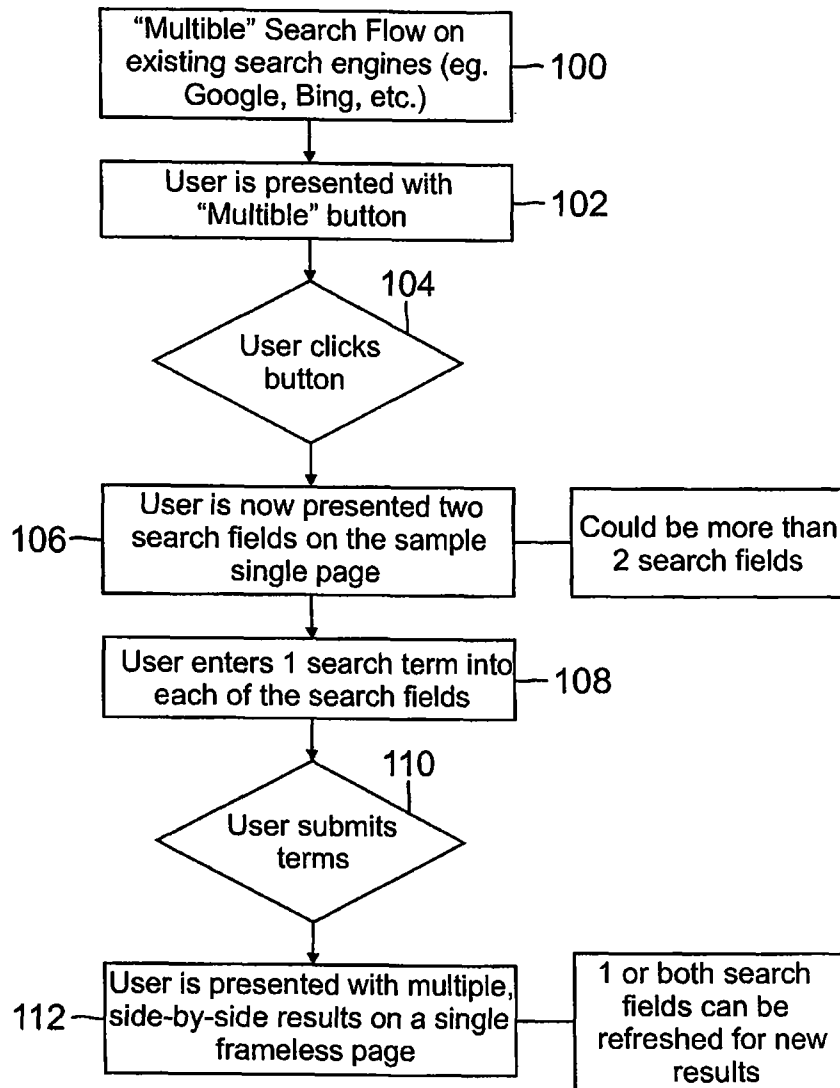 “Multible” Search Flow on
existing search engines (eg.
Google, Bing, etc.)
100
User is presented with
“Multible” button
102
104
User clicks
button
106
User is now presented two
search fields on the sample
single page
Could be more than
2 search fields
User enters 1 search term into
each of the search fields
108
110
User submits
terms
112
User is presented with multiple,
side-by-side results on a single
frameless page
1 or both search
fields can be
refreshed for new
results